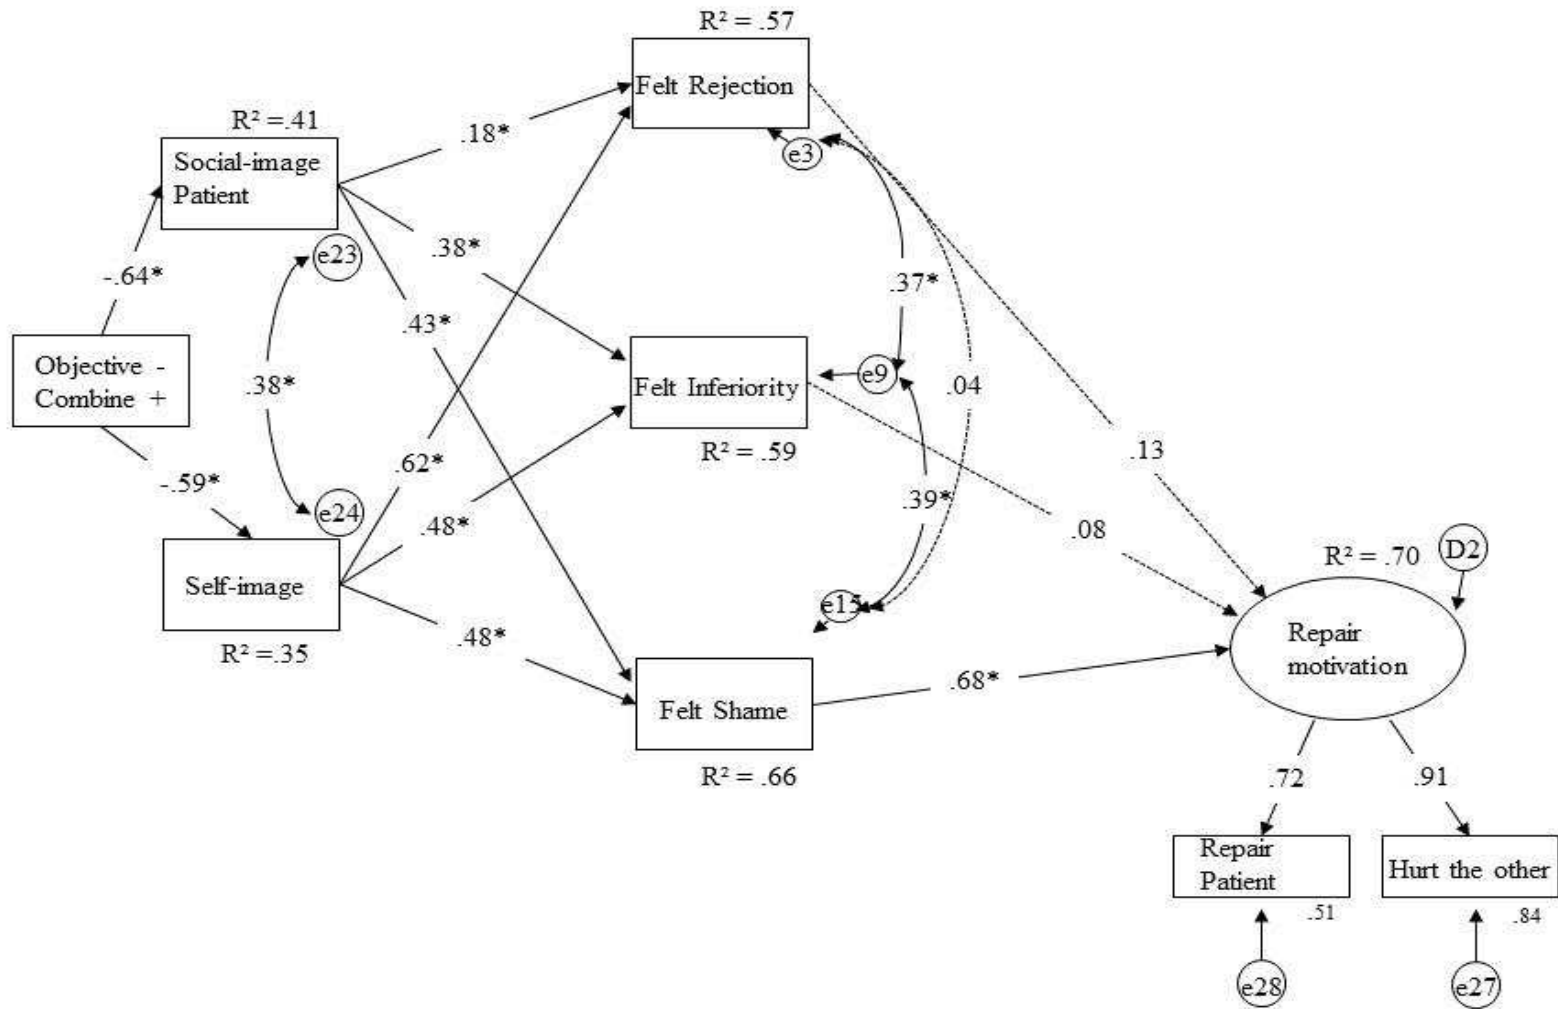 R² = .57
Felt Rejection
R² =.41
Social-image
Patient
.18*
e3
e23
.38*
-.64*
.37*
.43*
Objective -
Combine +
.38*
Felt Inferiority
e9
.04
R² = .59
.62*
.13
-.59*
e24
.48*
.39*
.08
Self-image
R² =.35
.48*
e15
R² = .70
D2
Repair
motivation
Felt Shame
.68*
R² = .66
.72
.91
Repair
Patient
Hurt the other
.51
.84
e28
e27